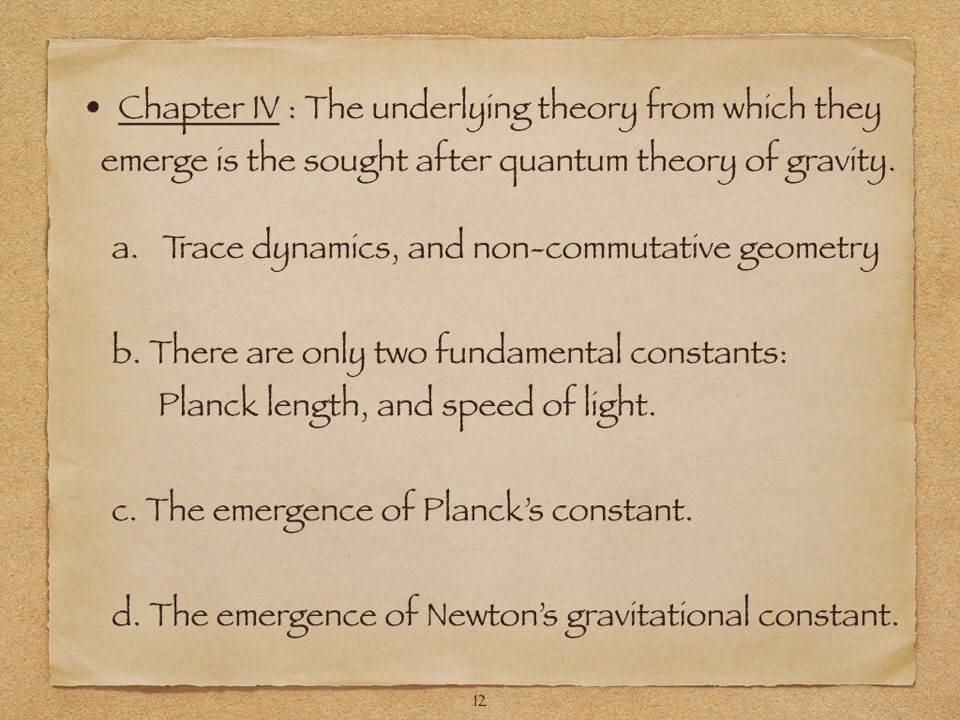 • Chapter IV : The underlying theory from which they
emerge is the sought after quantum theory of gravity.
a. Trace dynamics, and non-commutative geometry
b. There are only two fundamental constants:
Planck length, and speed of light.
c. The emergence of Planck's constant.
d. The emergence of Newton's gravitational constant.
12